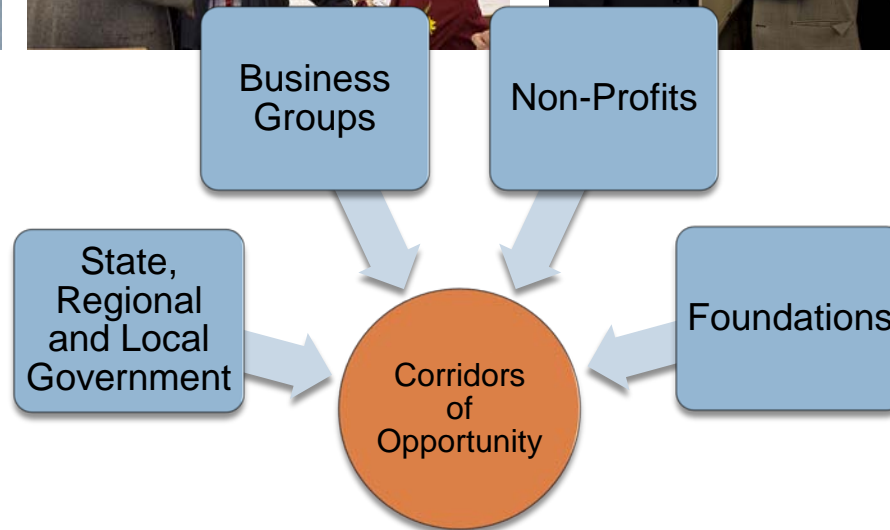 Business
Groups
Non-Profits
State,
Regional
and Local
Government
Foundations
Corridors
of
Opportunity